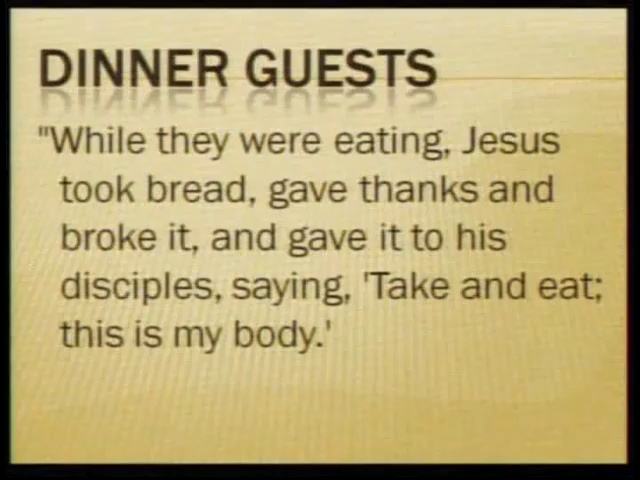 DINNER GUESTS
"While they were eating, Jesus
took bread, gave thanks and
broke it, and gave it to his
disciples, saying, 'Take and eat;
this is my body.'